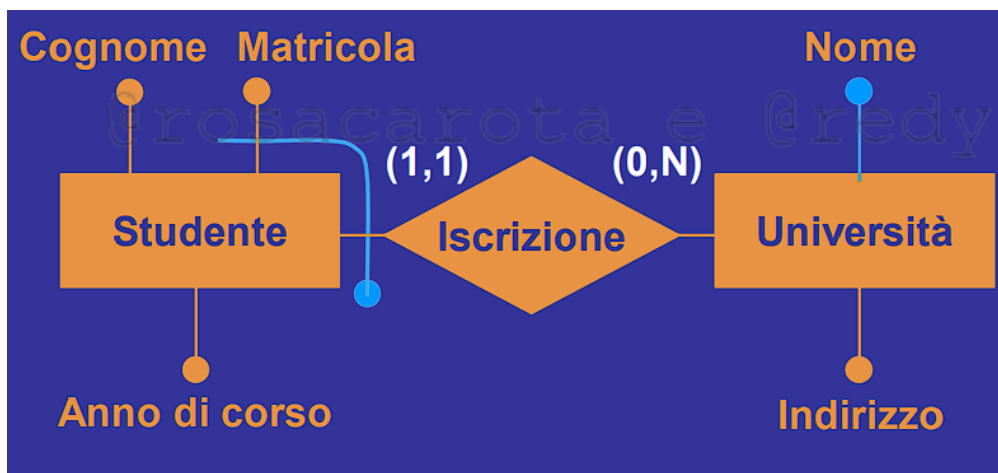 Cognome Matricola Nome
@rosacarota e @redy
(1,1) (0,N)
Studente Iscrizione Università
Anno di corso Indirizzo